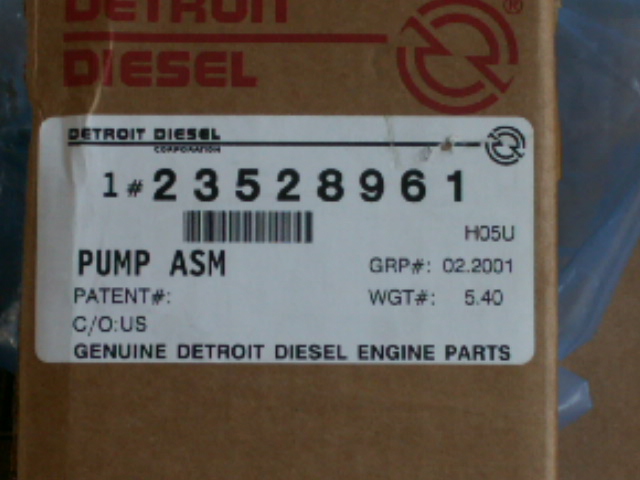 DETROIT
DIESEL
®
DETROIT DIESEL
CORPORATION
1#23528961
H05U
PUMP ASM
GRP#: 02.2001
PATENT#:
WGT#: 5.40
C/O:US
GENUINE DETROIT DIESEL ENGINE PARTS